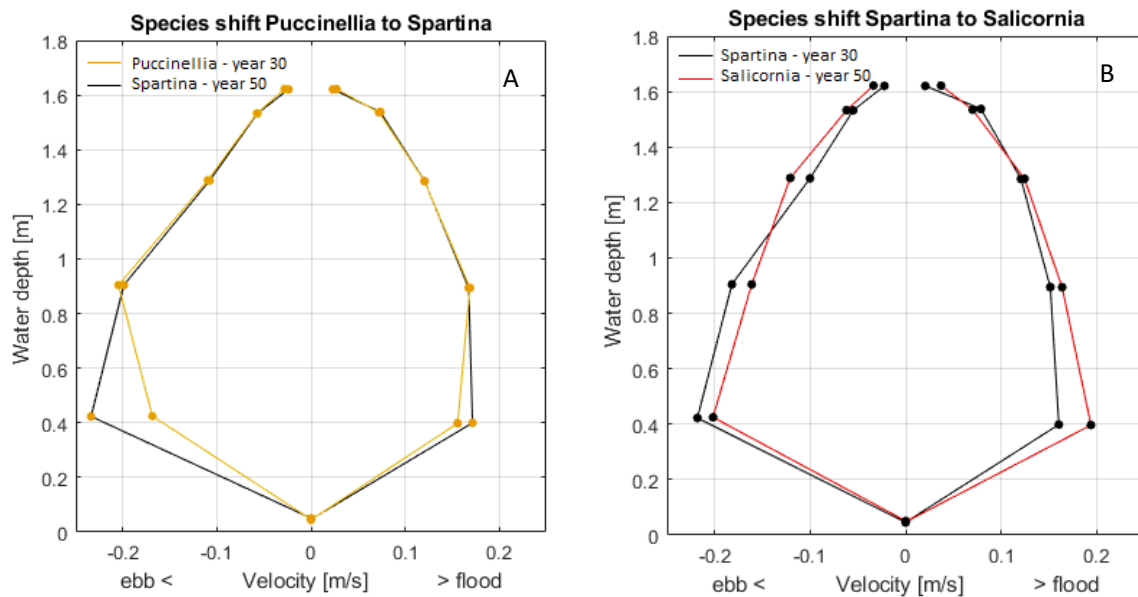 Species shift Puccinellia to Spartina
Puccinellia - year 30
Spartina - year 50
A
1.8
1.6
1.4
1.2
1
0.8
0.6
0.4
0.2
0
Water depth [m]
-0.2 -0.1 0 0.1 0.2
ebb < Velocity [m/s] > flood
Species shift Spartina to Salicornia
Spartina - year 30
Salicornia - year 50
B
1.8
1.6
1.4
1.2
1
0.8
0.6
0.4
0.2
0
Water depth [m]
-0.2 -0.1 0 0.1 0.2
ebb < Velocity [m/s] > flood